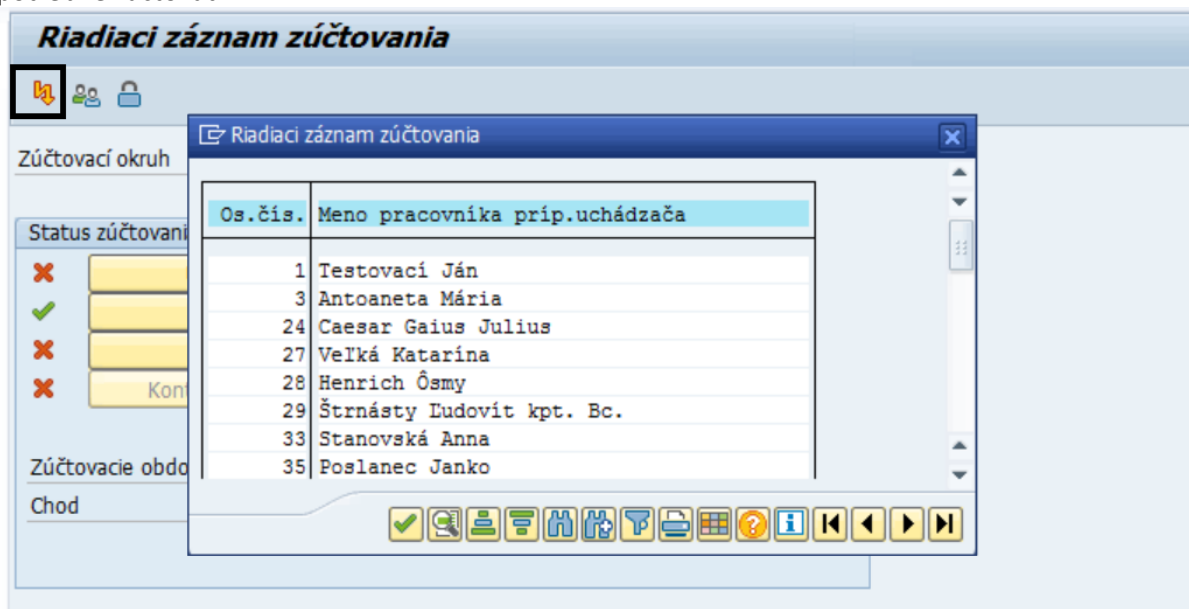 Riadiaci záznam zúčtovania
Riadiaci záznam zúčtovania
Zúčtovací okruh
Os.čís. Meno pracovníka príp.uchádzača
Status zúčtovani
1 Testovací Ján
3 Antoaneta Mária
24 Caesar Gaius Julius
27 Veľká Katarína
28 Henrich Ôsmy
29 Štrnásty Ľudovít kpt. Bc.
33 Stanovská Anna
35 Poslanec Janko
Kont
Zúčtovacie obdo
Chod